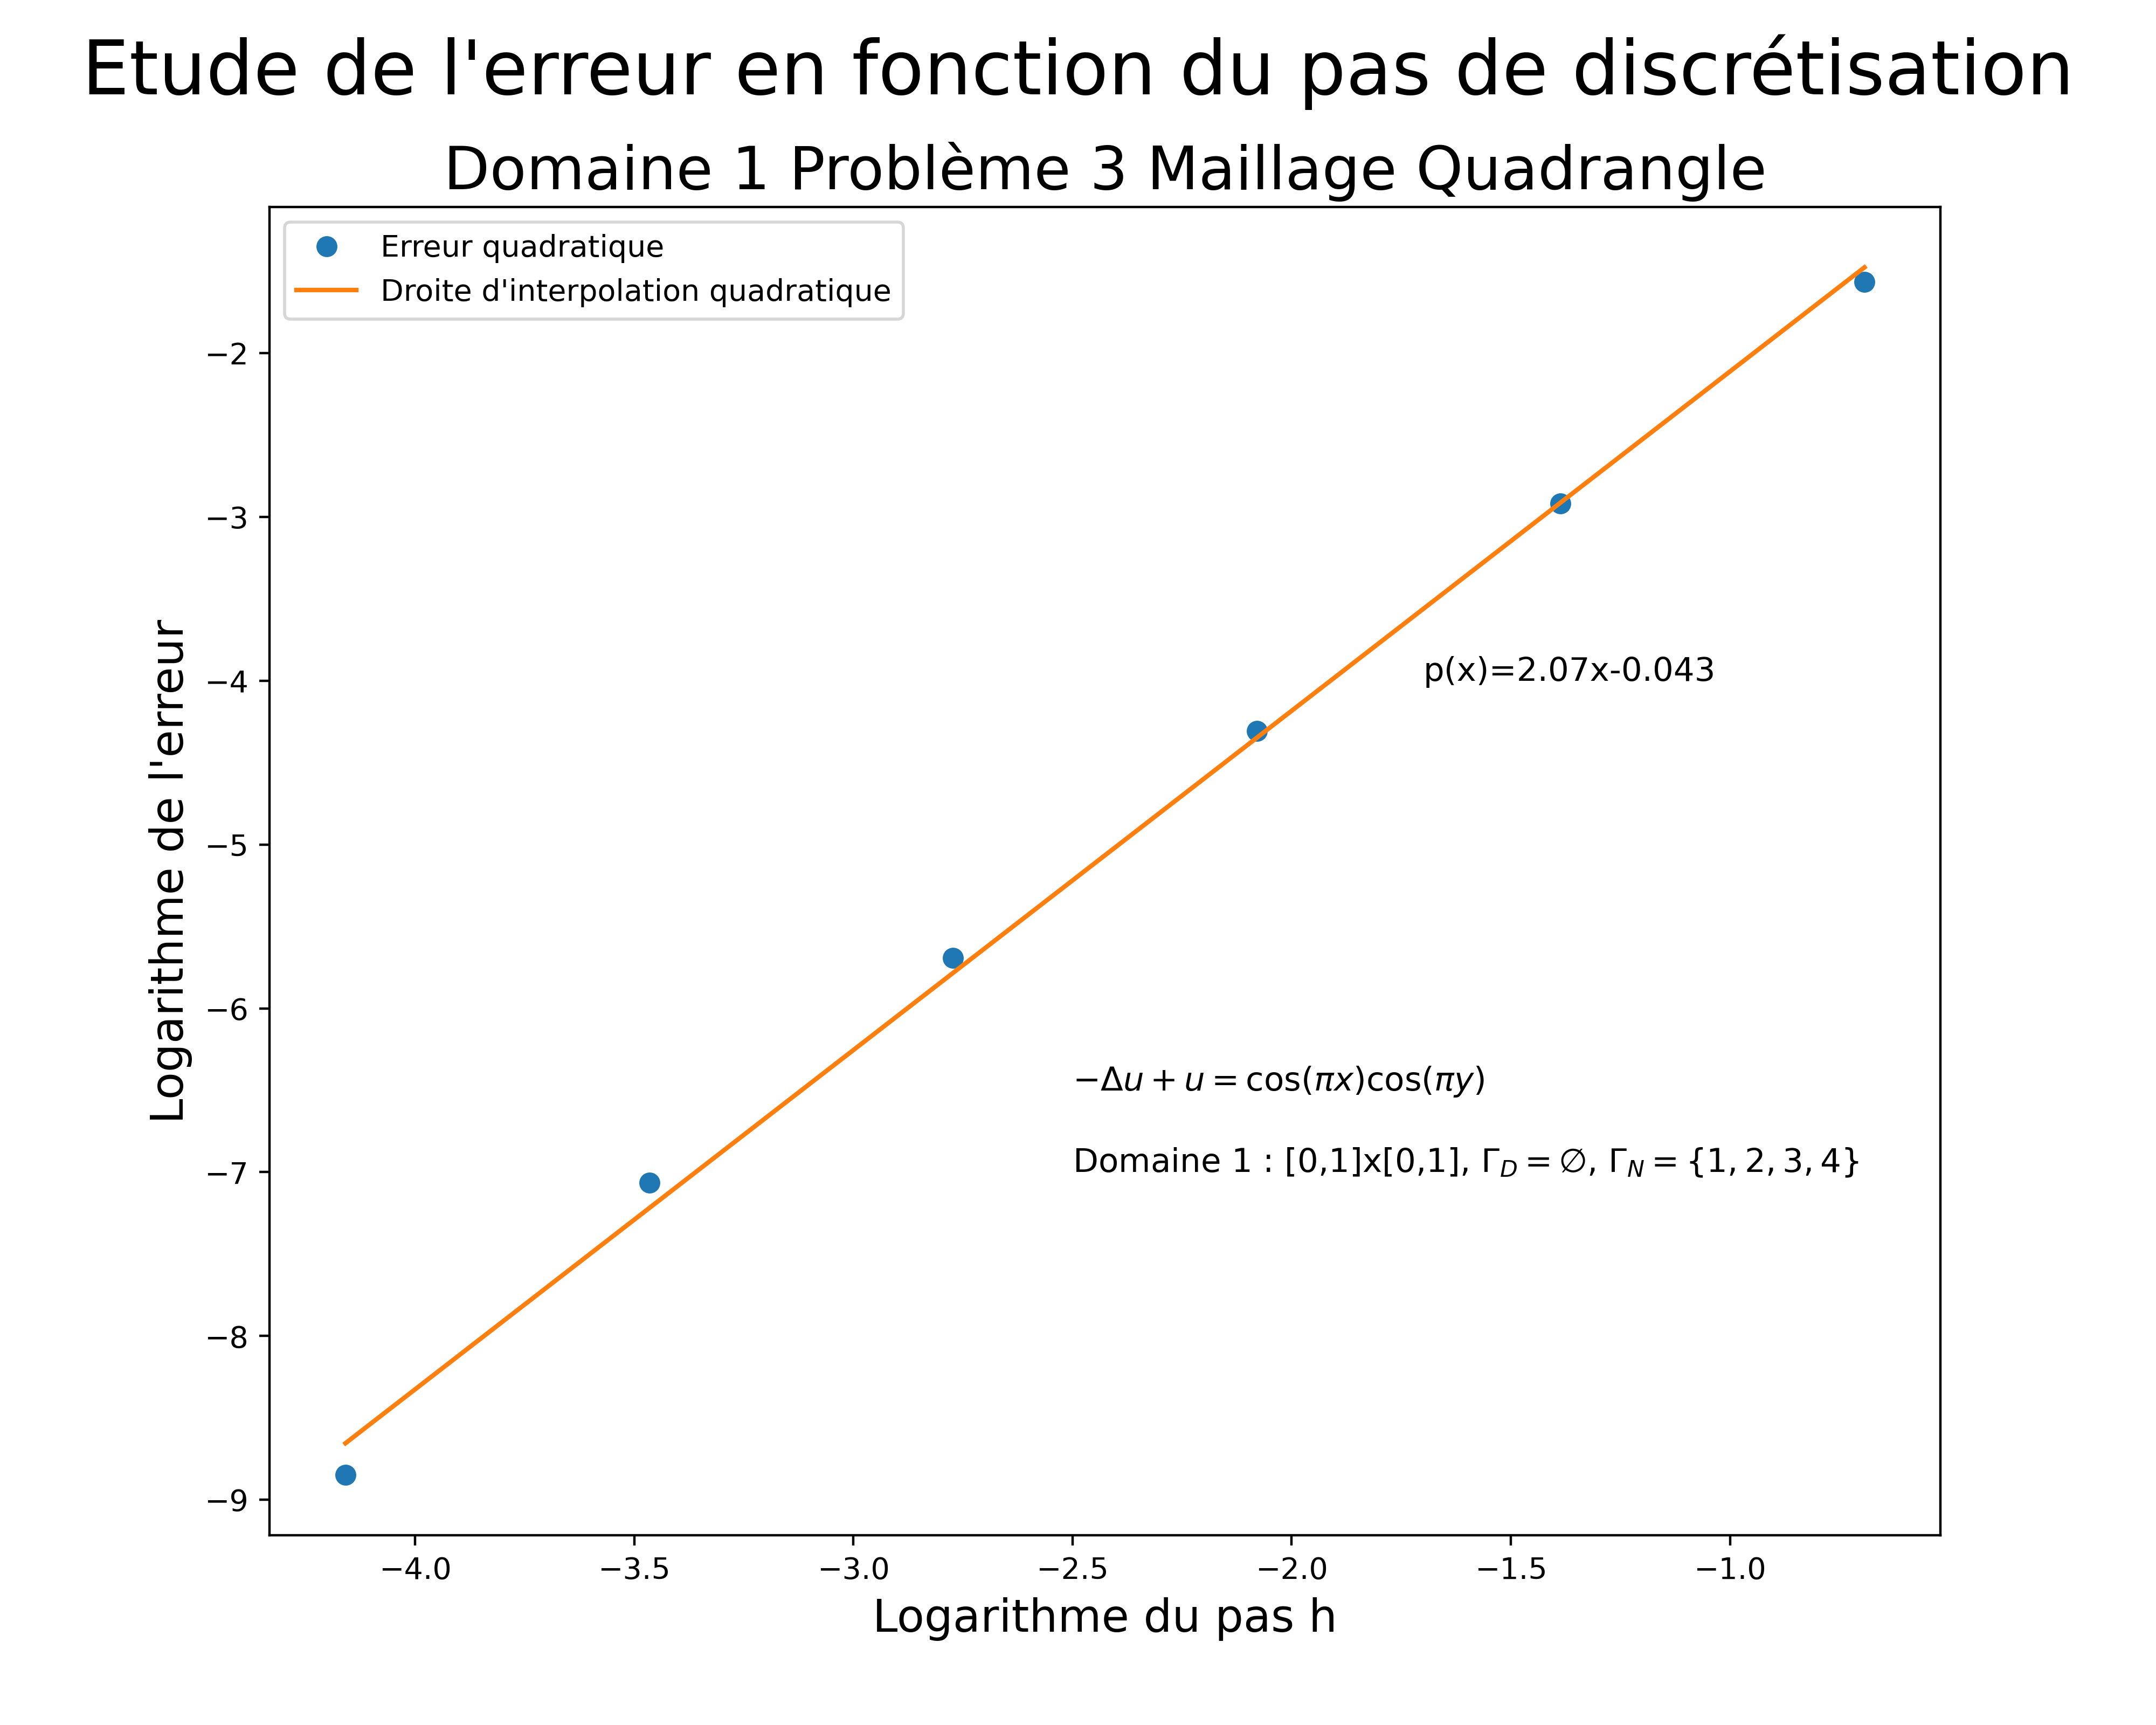 Etude de l'erreur en fonction du pas de discrétisation
Domaine 1 Problème 3 Maillage Quadrangle
Erreur quadratique
Droite d'interpolation quadratique
−2
−3
−4
−5
−6
−7
−8
−9
Logarithme de l'erreur
p(x)=2.07x-0.043
−Δu + u = cos(πx)cos(πy)
Domaine 1 : [0,1]x[0,1], Γ_D = ∅, Γ_N = {1, 2, 3, 4}
−4.0 −3.5 −3.0 −2.5 −2.0 −1.5 −1.0
Logarithme du pas h